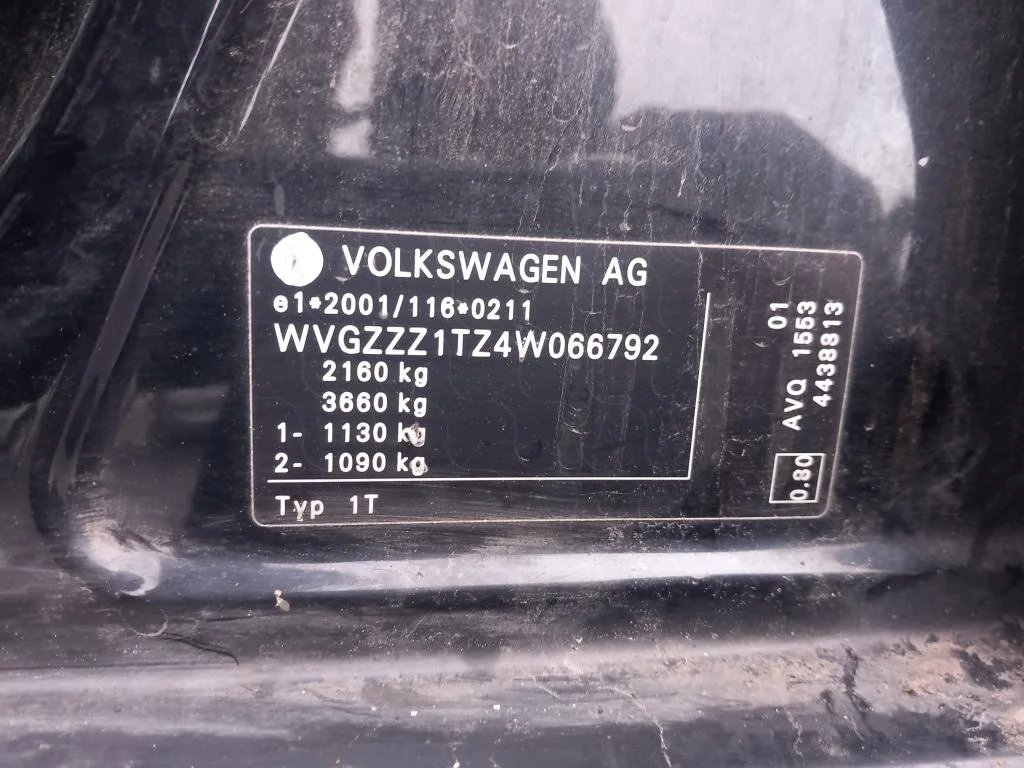 VOLKSWAGEN AG
e1*2001/116*0211
WVGZZZ1TZ4W066792
2160 kg
3660 kg
1- 1130 kg
2- 1090 kg
Typ 1T
01
AVQ 1553
4438813
0.80